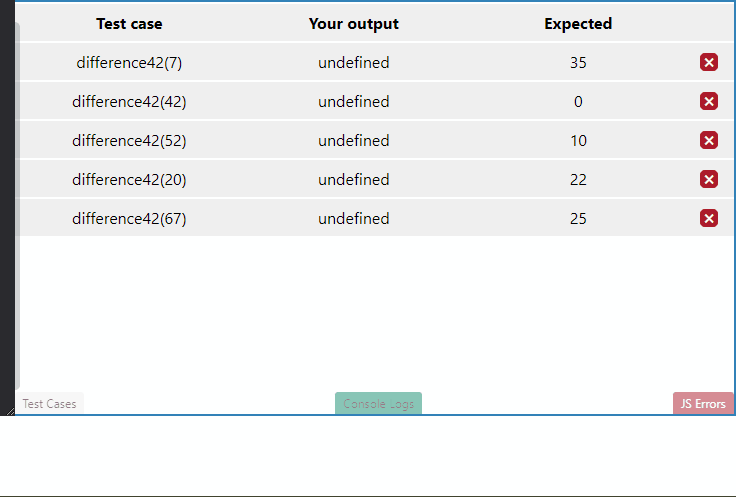 Test case Your output Expected
difference42(7) undefined 35
difference42(42) undefined 0
difference42(52) undefined 10
difference42(20) undefined 22
difference42(67) undefined 25
Test Cases Console Logs JS Errors